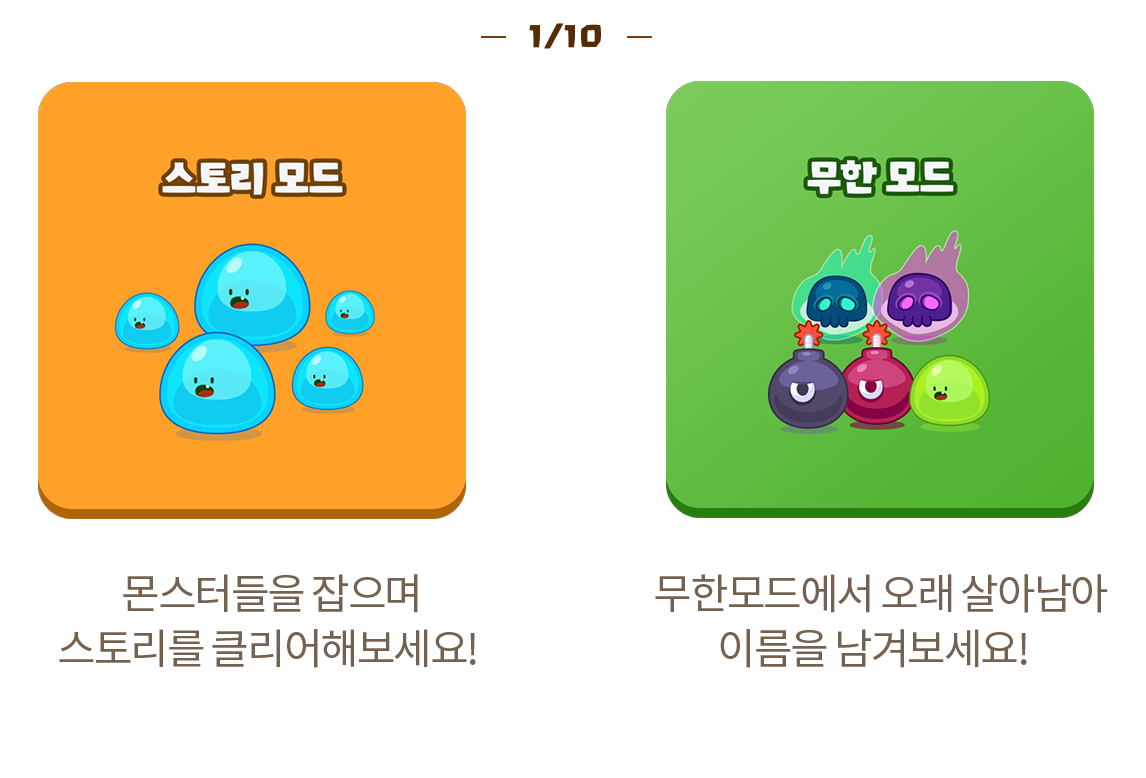 1/10
스토리 모드
무한 모드
몬스터들을 잡으며
스토리를 클리어해보세요!
무한모드에서 오래 살아남아
이름을 남겨보세요!